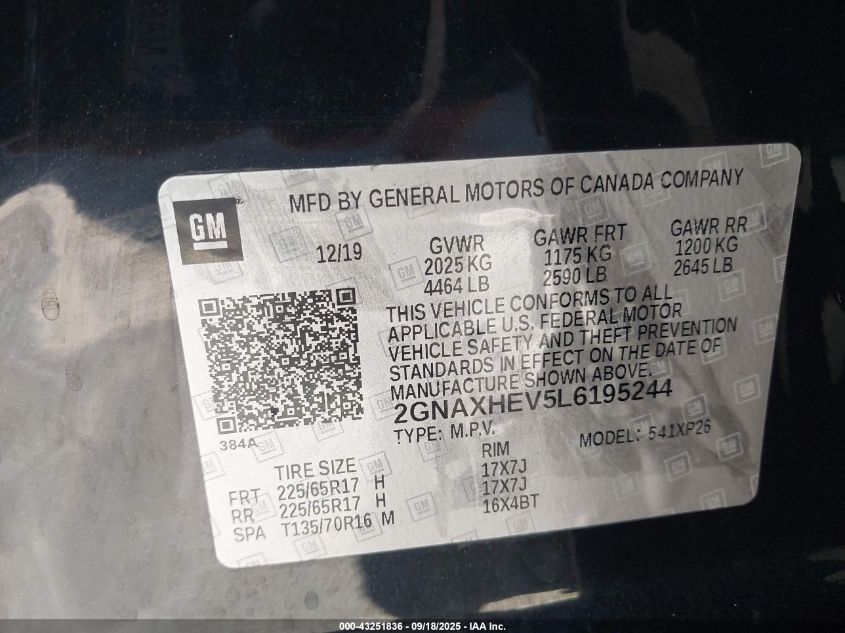 MFD BY GENERAL MOTORS OF CANADA COMPANY
GM
12/19
GVWR GAWR FRT GAWR RR
2025 KG 1175 KG 1200 KG
4464 LB 2590 LB 2645 LB
THIS VEHICLE CONFORMS TO ALL
APPLICABLE U.S. FEDERAL MOTOR
VEHICLE SAFETY AND THEFT PREVENTION
STANDARDS IN EFFECT ON THE DATE OF
MANUFACTURE SHOWN ABOVE.
2GNAXHEV5L6195244
384A
TYPE: M.P.V. MODEL: 541XP26
TIRE SIZE RIM
FRT 225/65R17 H 17X7J
RR 225/65R17 H 17X7J
SPA T135/70R16 M 16X4BT
000-43251836 - 09/18/2025 - IAA Inc.